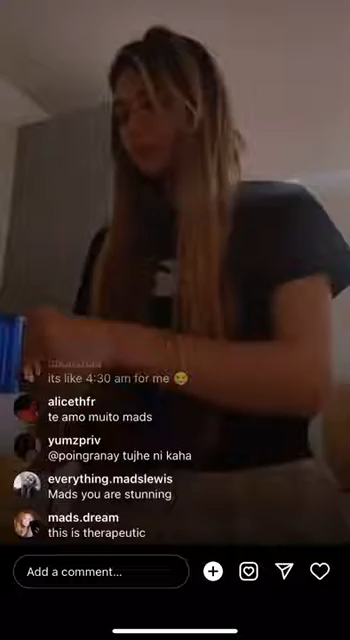 its like 4:30 am for me 😢
alicethfr
te amo muito mads
yumzpriv
@poingranay tujhe ni kaha
everything.madslewis
Mads you are stunning
mads.dream
this is therapeutic
Add a comment...